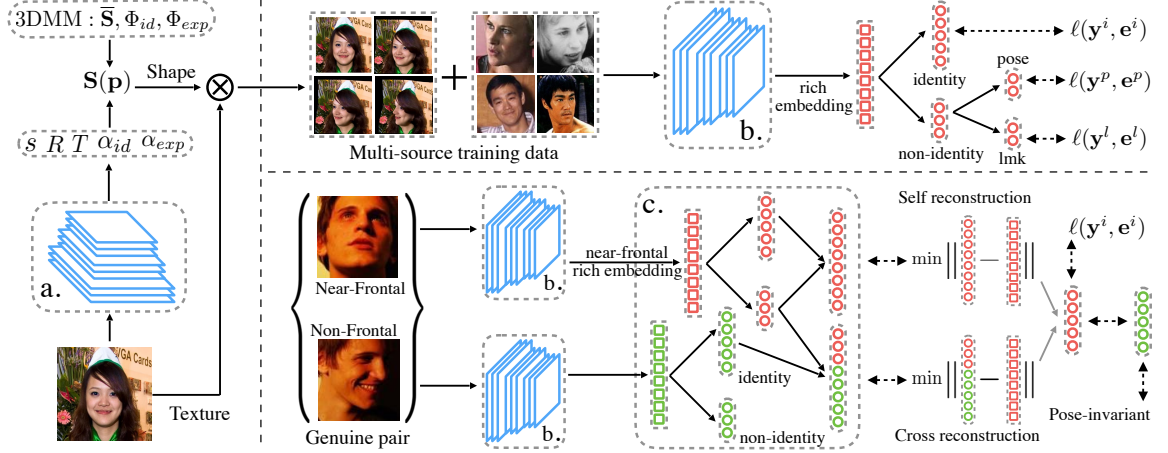 3DMM : S̅, Φ_id, Φ_exp
S(p)
Shape
⊗
s R T α_id α_exp
a.
Texture
+
Multi-source training data
b.
rich
embedding
identity
non-identity
pose
lmk
ℓ(y^i, e^i)
ℓ(y^p, e^p)
ℓ(y^l, e^l)
Near-Frontal
Non-Frontal
Genuine pair
b.
b.
near-frontal
rich embedding
c.
identity
non-identity
Self reconstruction
min || — ||
min || — ||
Cross reconstruction
ℓ(y^i, e^i)
Pose-invariant